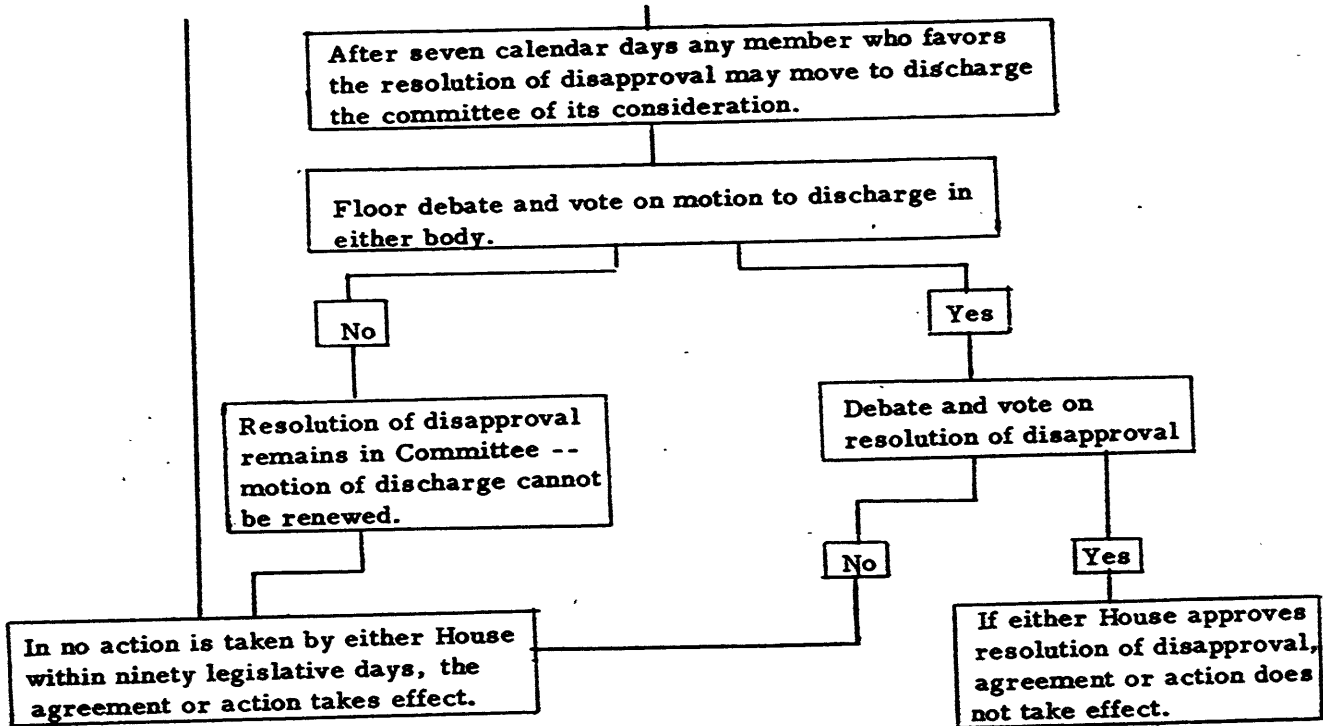 After seven calendar days any member who favors
the resolution of disapproval may move to discharge
the committee of its consideration.
Floor debate and vote on motion to discharge in
either body.
No
Yes
Resolution of disapproval
remains in Committee --
motion of discharge cannot
be renewed.
Debate and vote on
resolution of disapproval
No
Yes
In no action is taken by either House
within ninety legislative days, the
agreement or action takes effect.
If either House approves
resolution of disapproval,
agreement or action does
not take effect.